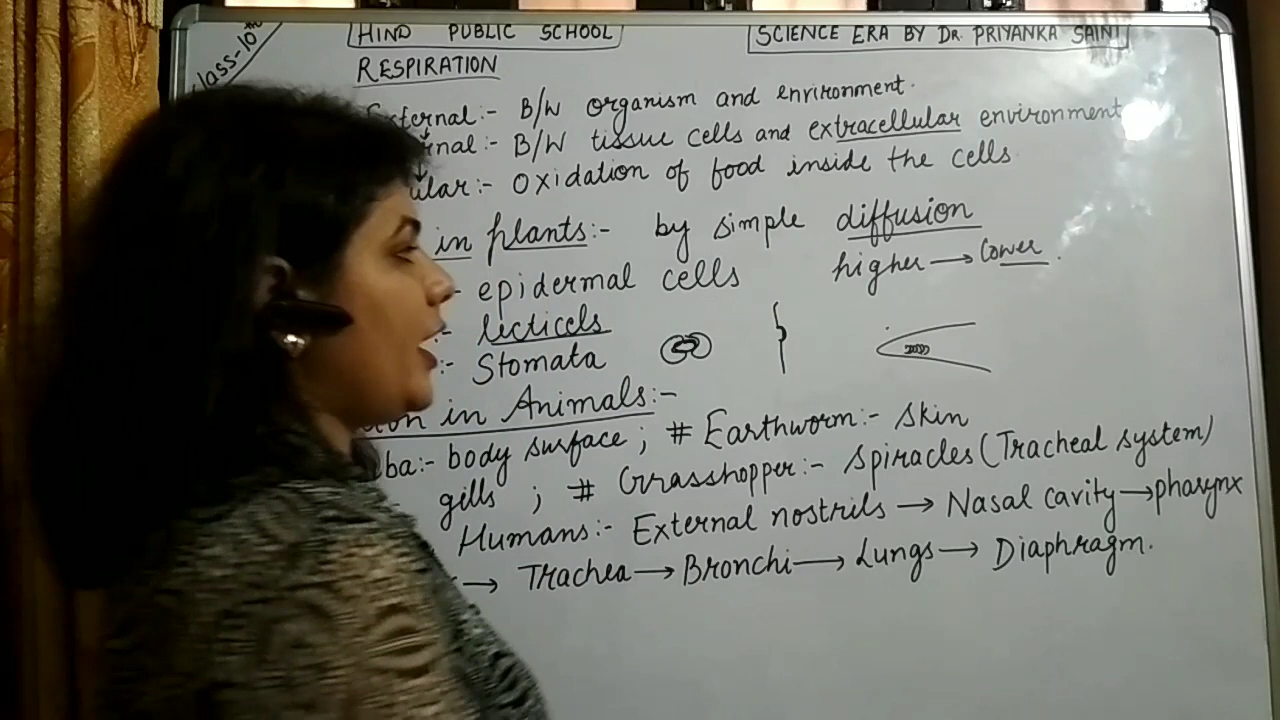 Class-10th
HIND PUBLIC SCHOOL
SCIENCE ERA BY DR. PRIYANKA SAINI
RESPIRATION
External:- B/W organism and environment.
:- B/W tissue cells and extracellular environment
:- Oxidation of food inside the cells
in plants:- by simple diffusion
:- epidermal cells higher → lower.
:- lecticels
:- Stomata
in Animals:-
:- body surface; # Earthworm:- skin
gills ; # Grasshopper:- spiracles (Tracheal system)
Humans:- External nostrils → Nasal cavity → pharynx
→ Trachea → Bronchi → Lungs → Diaphragm.